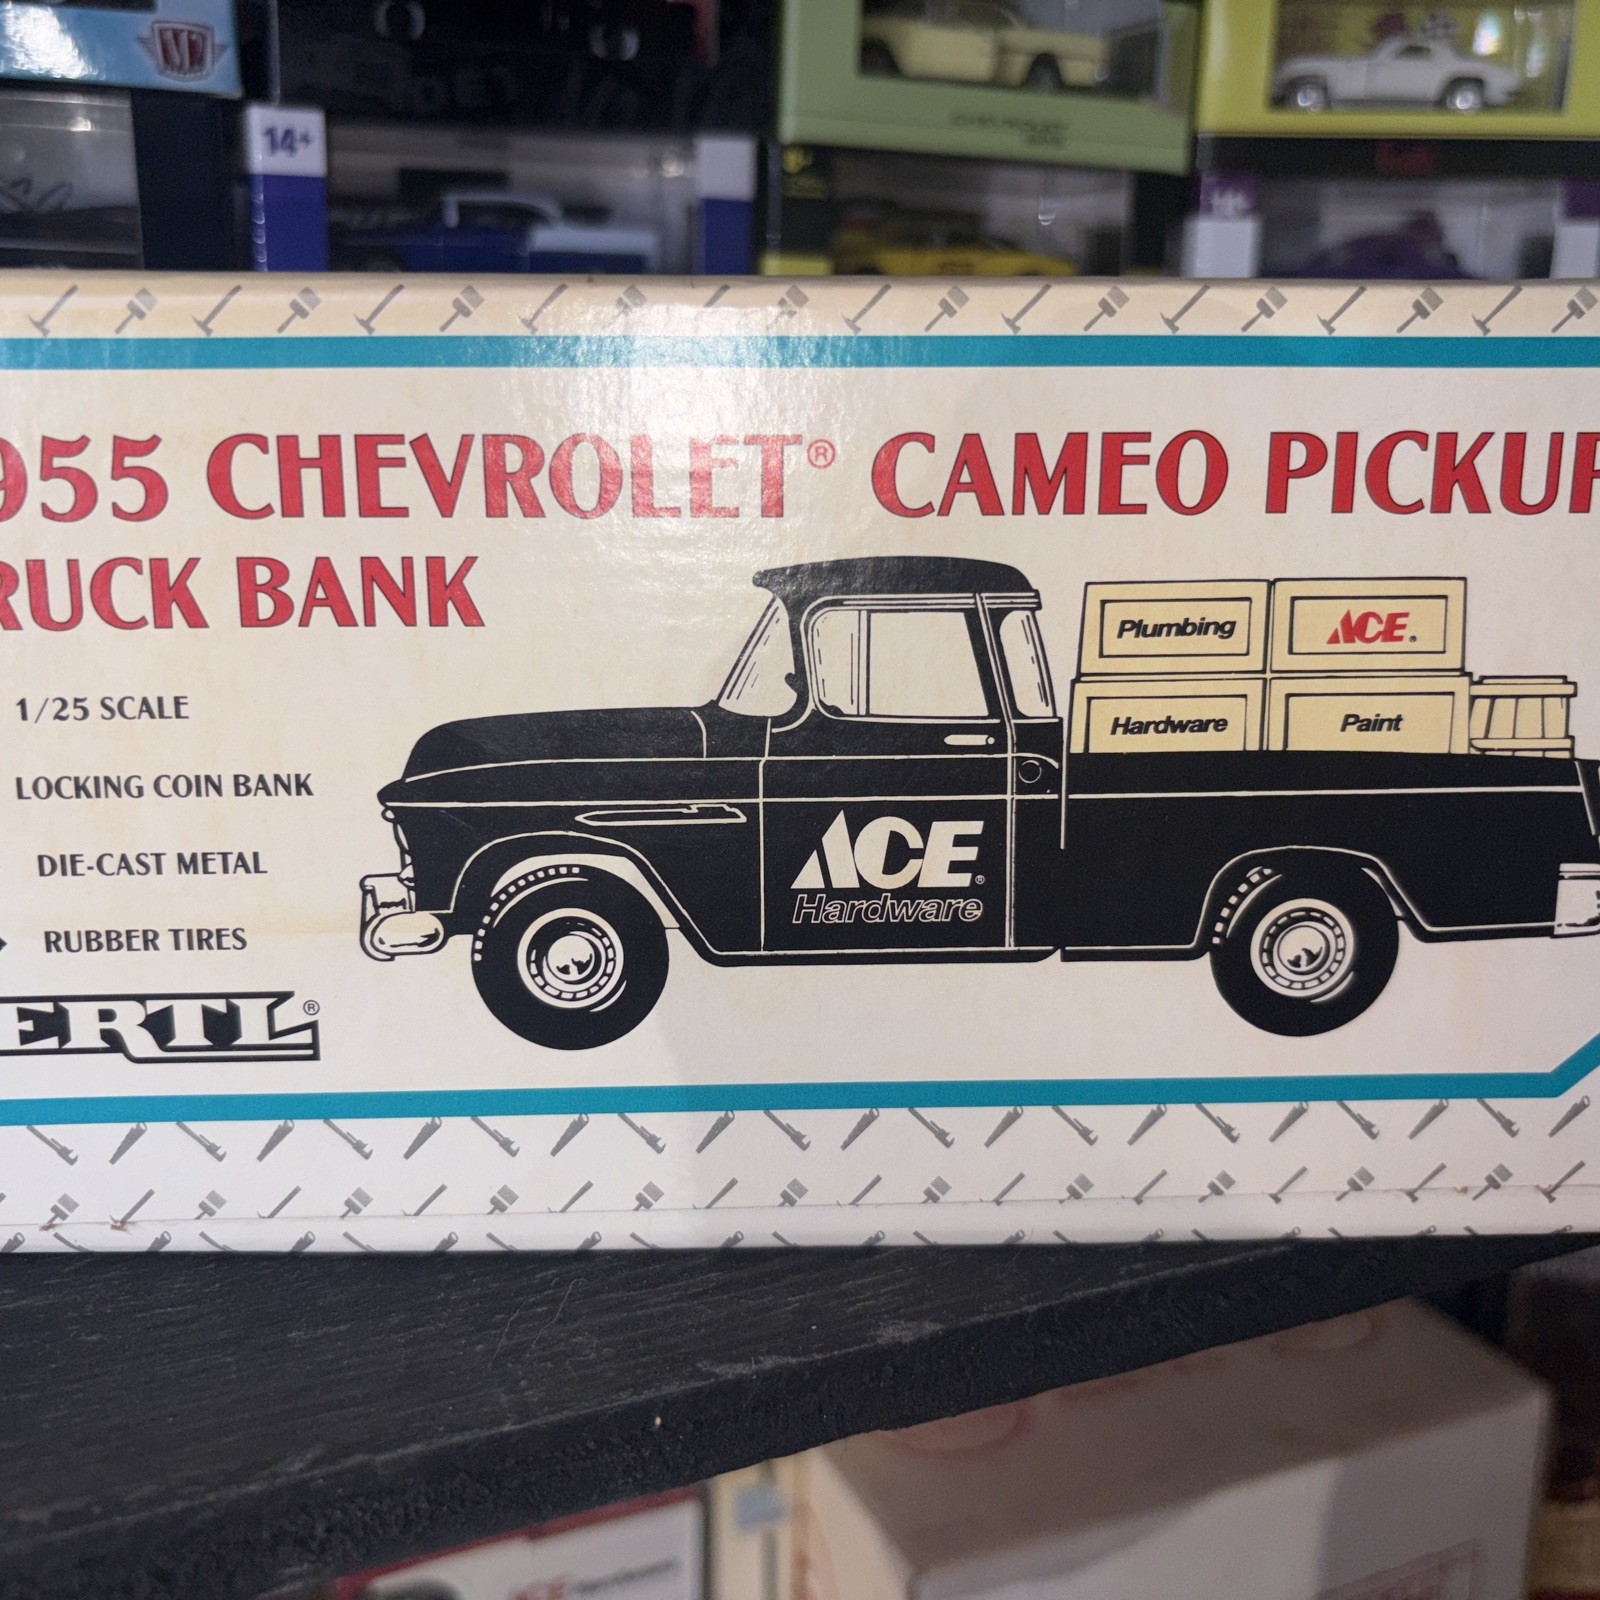 14+
955 CHEVROLET® CAMEO PICKUP
RUCK BANK
1/25 SCALE
LOCKING COIN BANK
DIE-CAST METAL
RUBBER TIRES
ERTL®
Plumbing
ACE®
Hardware
Paint
ACE®
Hardware
ACE